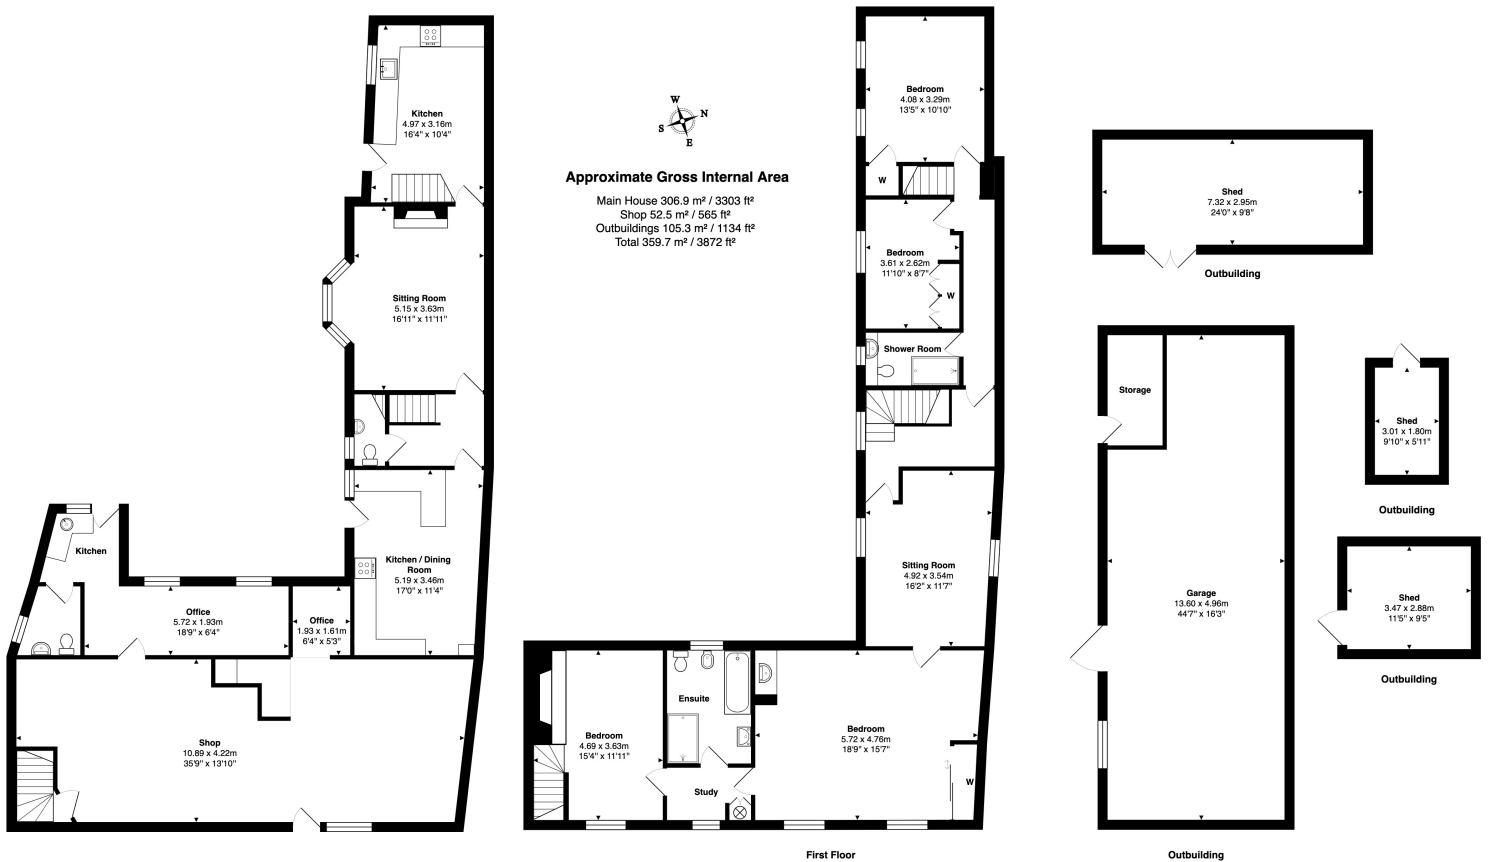 Kitchen
4.97 x 3.16m
16'4" x 10'4"
Sitting Room
5.15 x 3.63m
16'11" x 11'11"
Kitchen / Dining
Room
5.19 x 3.46m
17'0" x 11'4"
Kitchen
Office
5.72 x 1.93m
18'9" x 6'4"
Office
1.93 x 1.61m
6'4" x 5'3"
Shop
10.89 x 4.22m
35'9" x 13'10"
W
N
S
E
Approximate Gross Internal Area
Main House 306.9 m² / 3303 ft²
Shop 52.5 m² / 565 ft²
Outbuildings 105.3 m² / 1134 ft²
Total 359.7 m² / 3872 ft²
Bedroom
4.08 x 3.29m
13'5" x 10'10"
W
Bedroom
3.61 x 2.62m
11'10" x 8'7"
W
Shower Room
Sitting Room
4.92 x 3.54m
16'2" x 11'7"
Ensuite
Bedroom
4.69 x 3.63m
15'4" x 11'11"
Bedroom
5.72 x 4.76m
18'9" x 15'7"
Study
W
First Floor
Shed
7.32 x 2.95m
24'0" x 9'8"
Outbuilding
Storage
Garage
13.60 x 4.96m
44'7" x 16'3"
Outbuilding
Shed
3.01 x 1.80m
9'10" x 5'11"
Outbuilding
Shed
3.47 x 2.88m
11'5" x 9'5"
Outbuilding